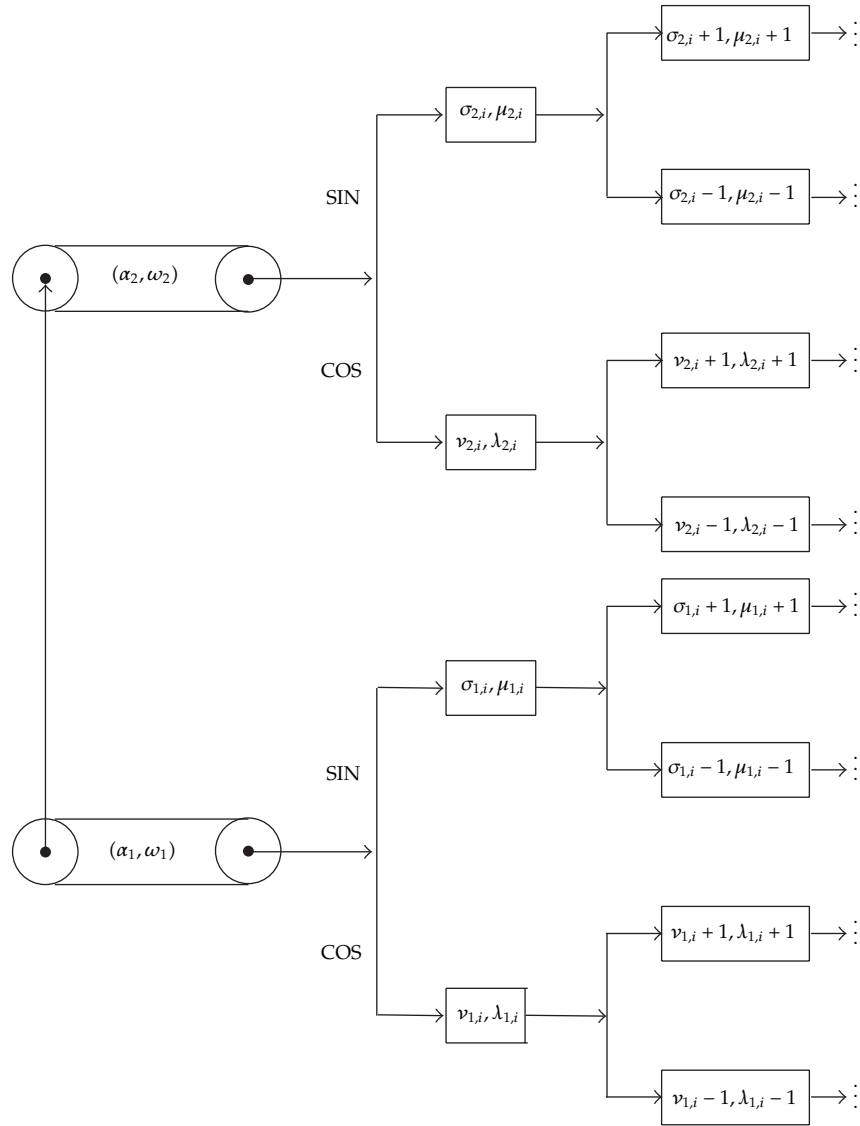 σ₂,ᵢ + 1, μ₂,ᵢ + 1
σ₂,ᵢ, μ₂,ᵢ
SIN
σ₂,ᵢ − 1, μ₂,ᵢ − 1
(α₂, ω₂)
COS
ν₂,ᵢ + 1, λ₂,ᵢ + 1
ν₂,ᵢ, λ₂,ᵢ
ν₂,ᵢ − 1, λ₂,ᵢ − 1
σ₁,ᵢ + 1, μ₁,ᵢ + 1
σ₁,ᵢ, μ₁,ᵢ
SIN
σ₁,ᵢ − 1, μ₁,ᵢ − 1
(α₁, ω₁)
COS
ν₁,ᵢ + 1, λ₁,ᵢ + 1
ν₁,ᵢ, λ₁,ᵢ
ν₁,ᵢ − 1, λ₁,ᵢ − 1